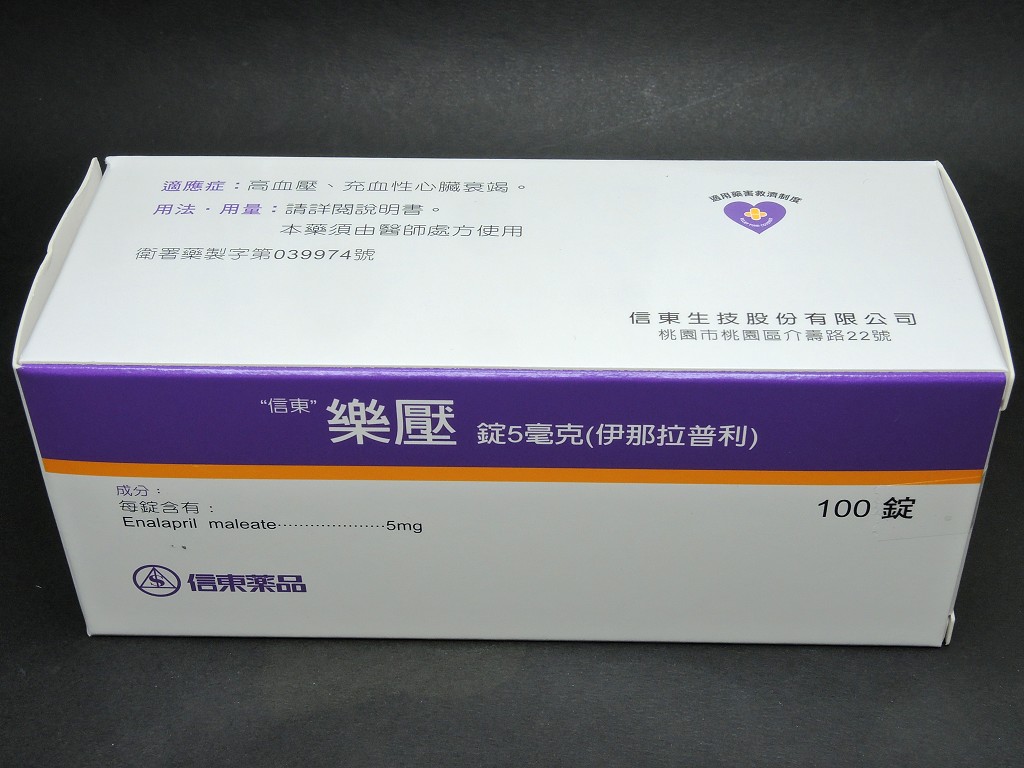 適應症：高血壓、充血性心臟衰竭。
用法・用量：請詳閱說明書。
本藥須由醫師處方使用
衛署藥製字第039974號
適用藥害救濟制度
信東生技股份有限公司
桃園市桃園區介壽路22號
“信東” 樂壓 錠5毫克(伊那拉普利)
成分：
每錠含有：
Enalapril maleate····················5mg
100 錠
信東藥品